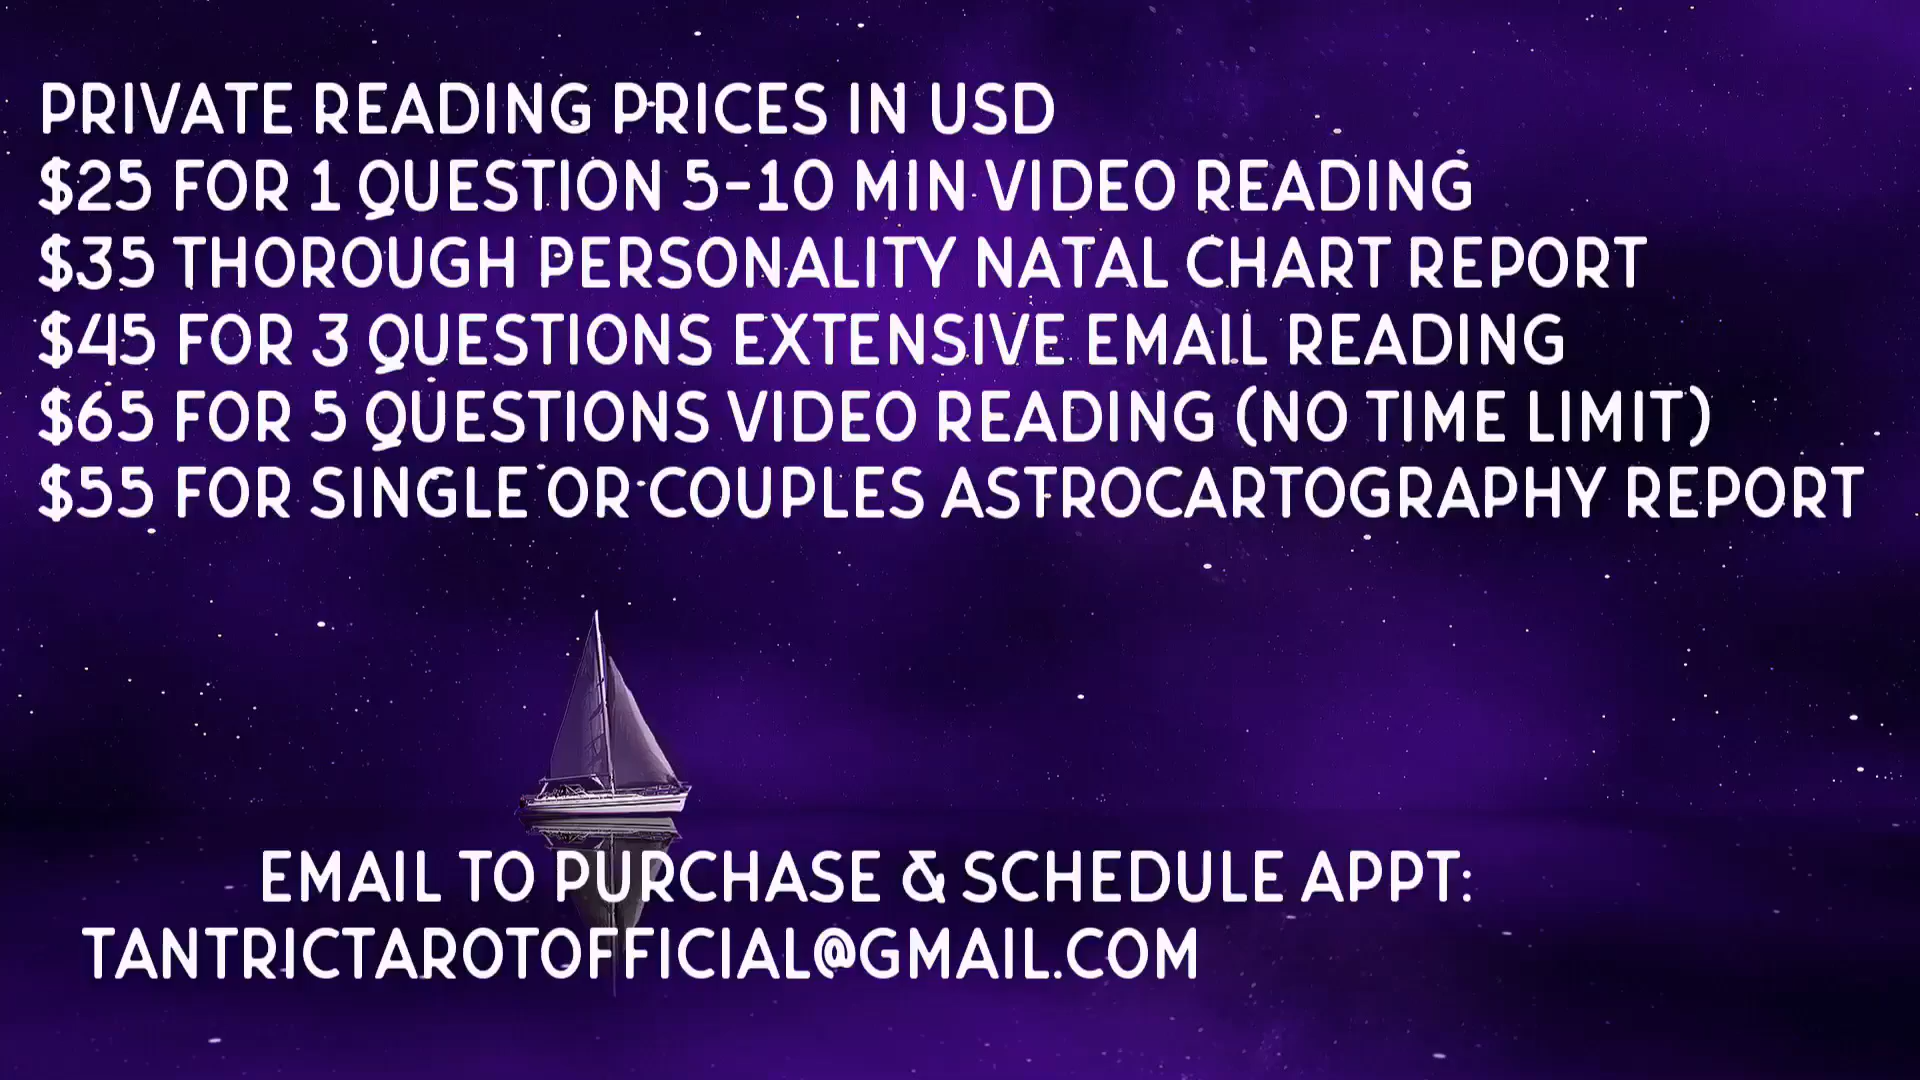 PRIVATE READING PRICES IN USD
$25 FOR 1 QUESTION 5-10 MIN VIDEO READING
$35 THOROUGH PERSONALITY NATAL CHART REPORT
$45 FOR 3 QUESTIONS EXTENSIVE EMAIL READING
$65 FOR 5 QUESTIONS VIDEO READING (NO TIME LIMIT)
$55 FOR SINGLE OR COUPLES ASTROCARTOGRAPHY REPORT
EMAIL TO PURCHASE & SCHEDULE APPT:
TANTRICTAROTOFFICIAL@GMAIL.COM